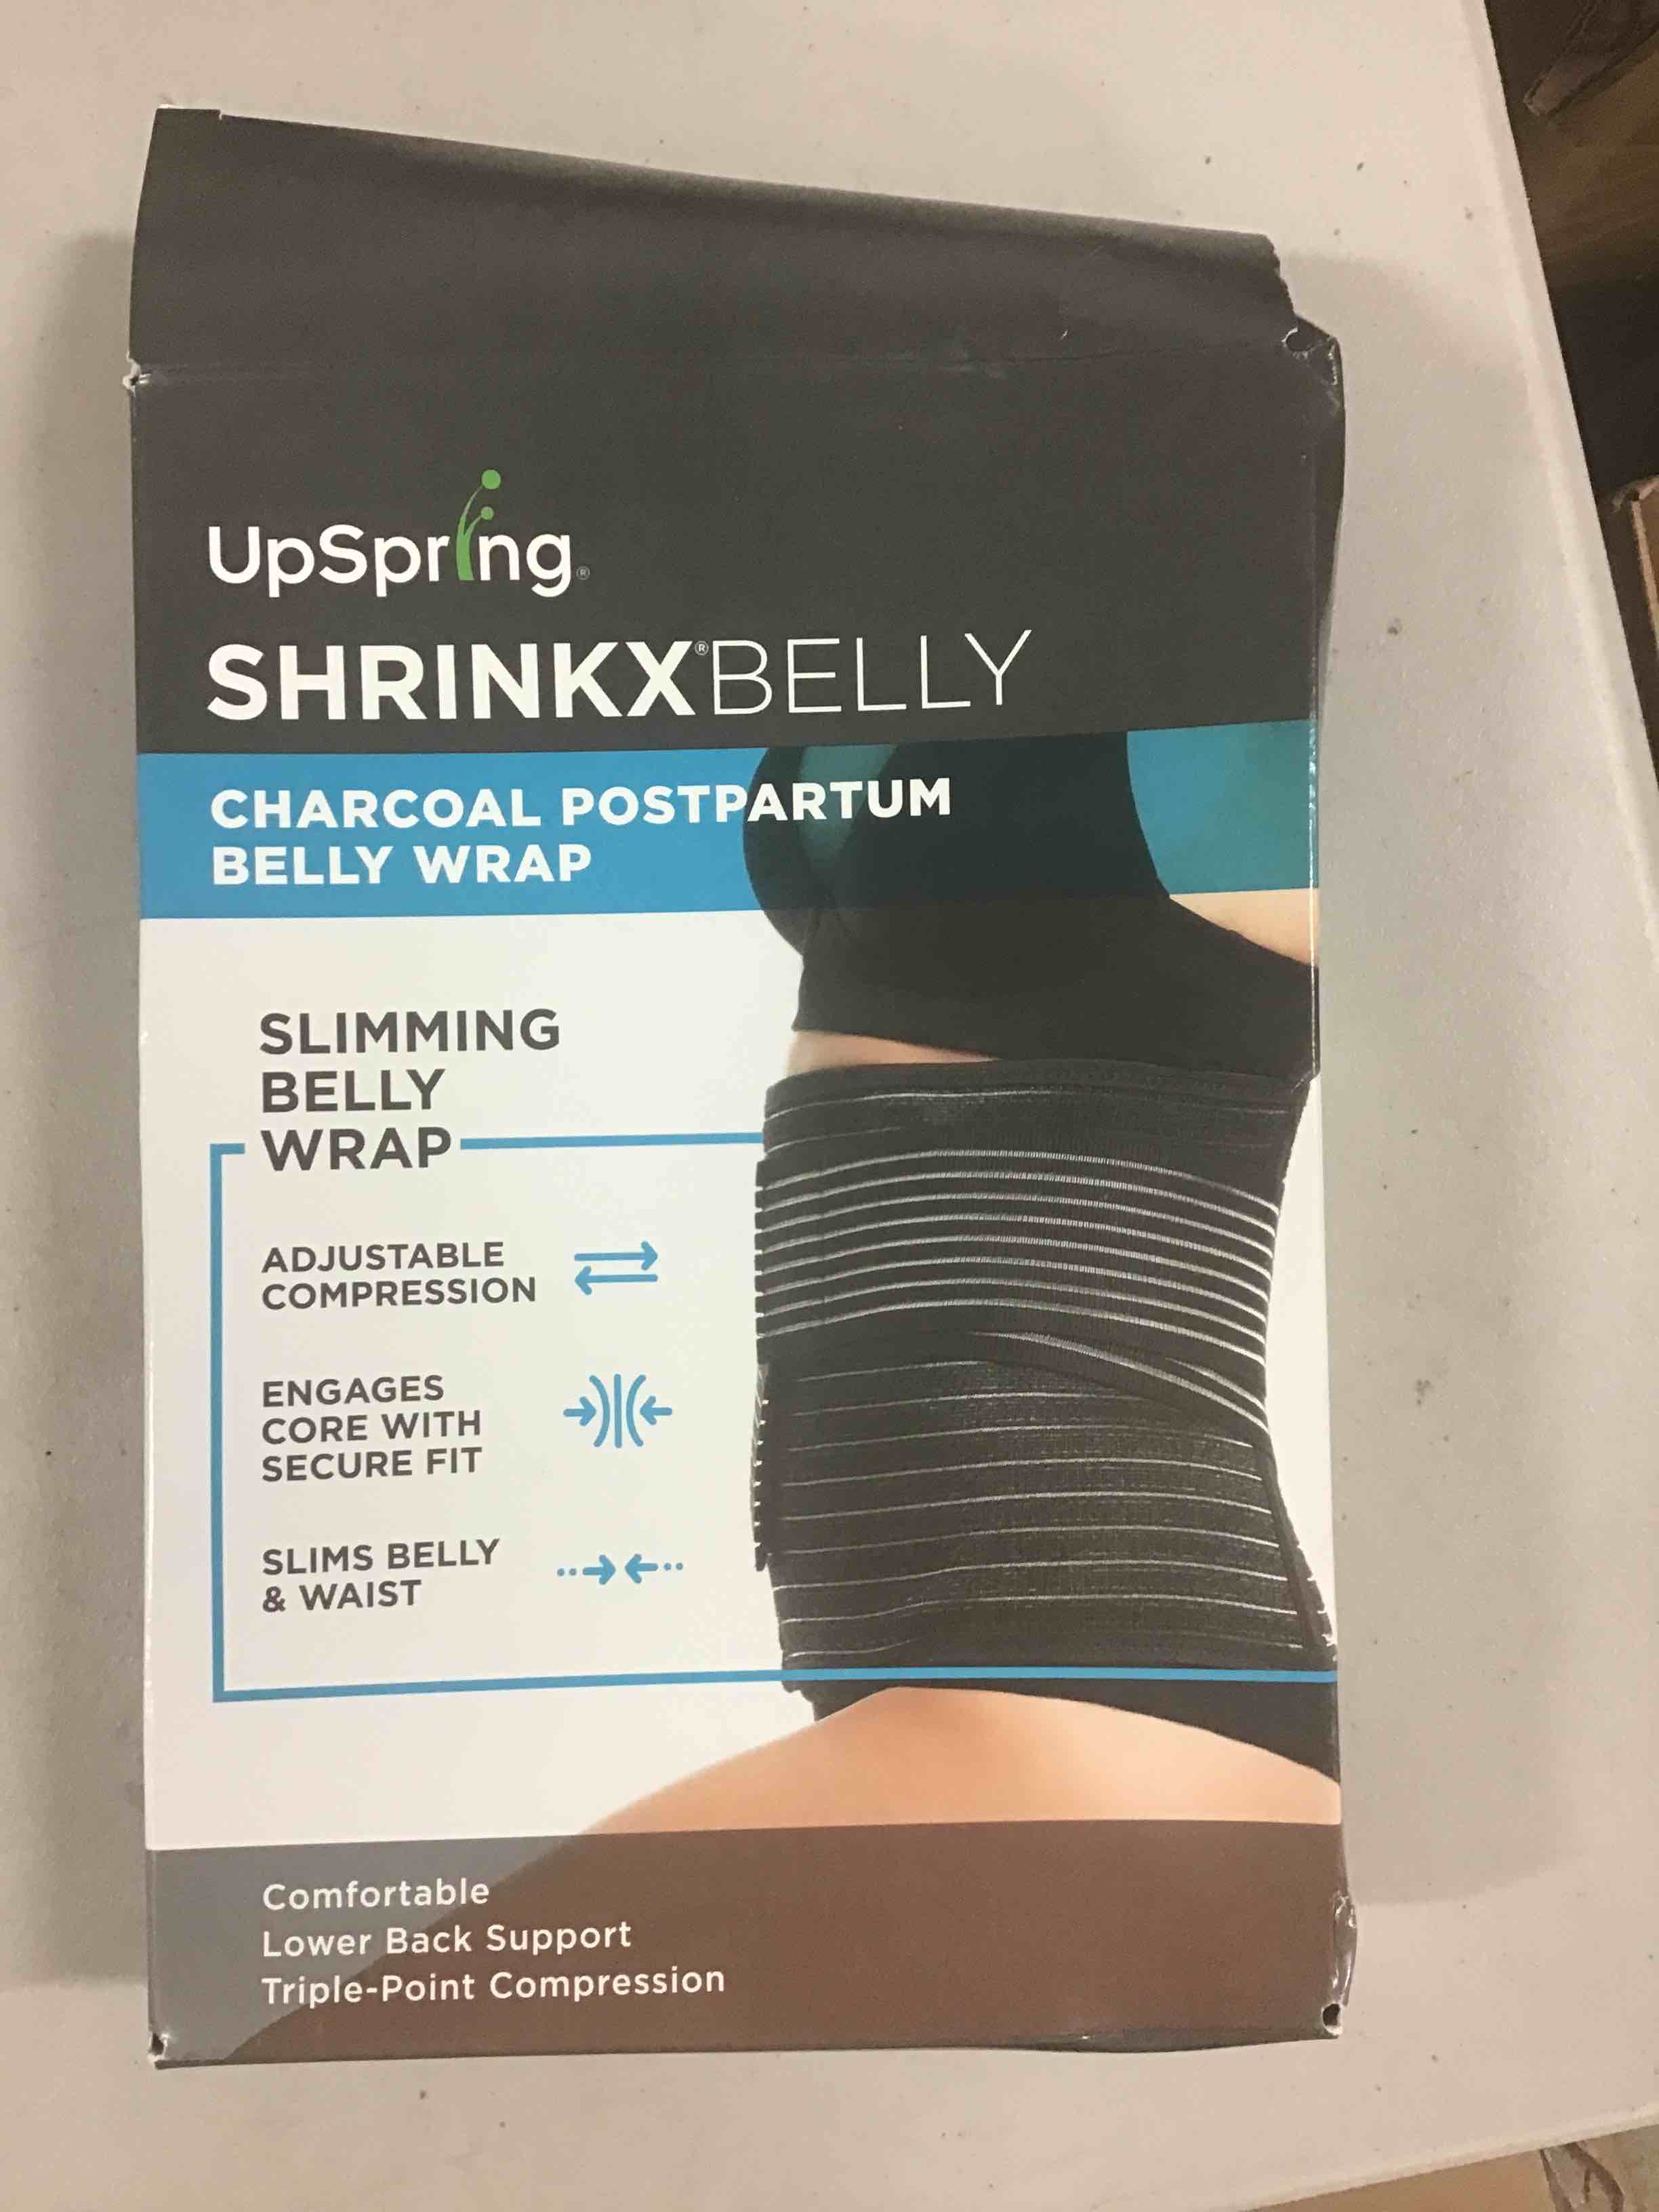 UpSpring®
SHRINKX®BELLY
CHARCOAL POSTPARTUM
BELLY WRAP
SLIMMING
BELLY
WRAP
ADJUSTABLE
COMPRESSION
ENGAGES
CORE WITH
SECURE FIT
SLIMS BELLY
& WAIST
Comfortable
Lower Back Support
Triple-Point Compression